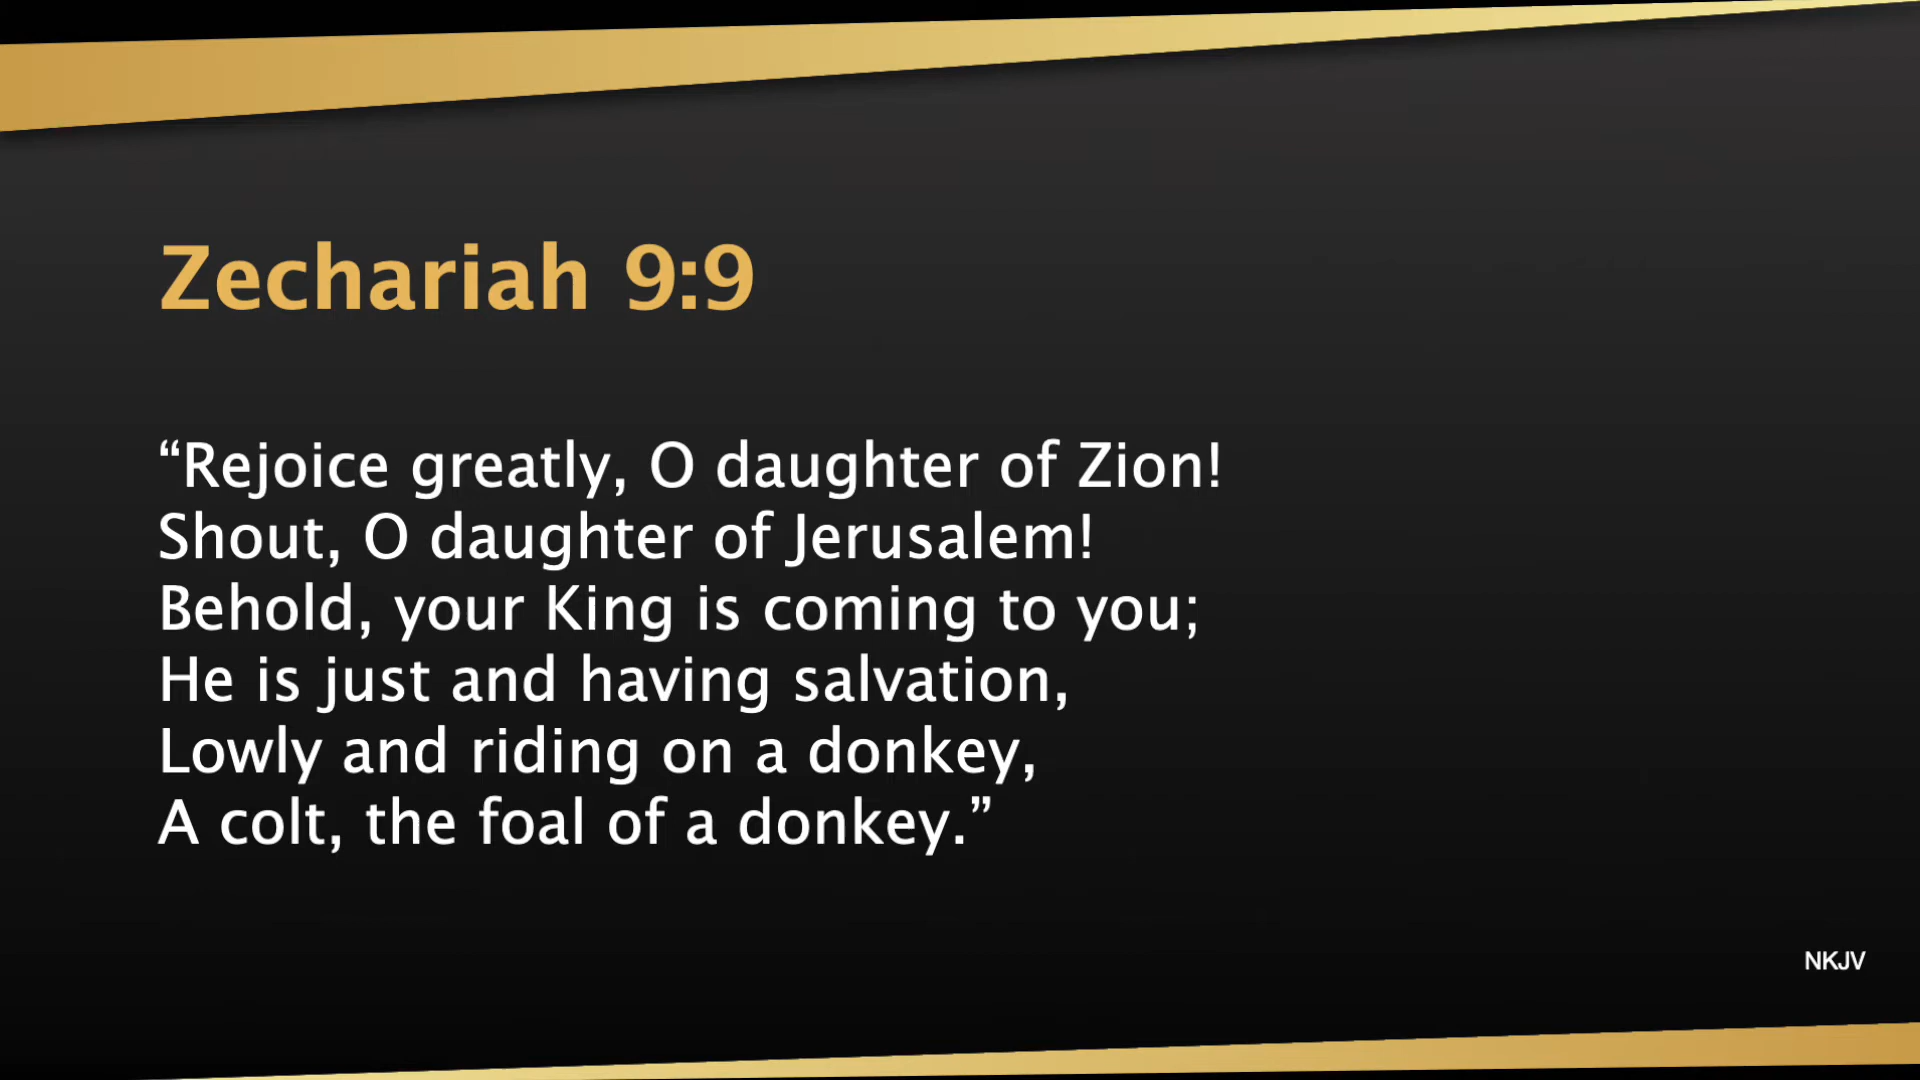 Zechariah 9:9
“Rejoice greatly, O daughter of Zion!
Shout, O daughter of Jerusalem!
Behold, your King is coming to you;
He is just and having salvation,
Lowly and riding on a donkey,
A colt, the foal of a donkey.”
NKJV